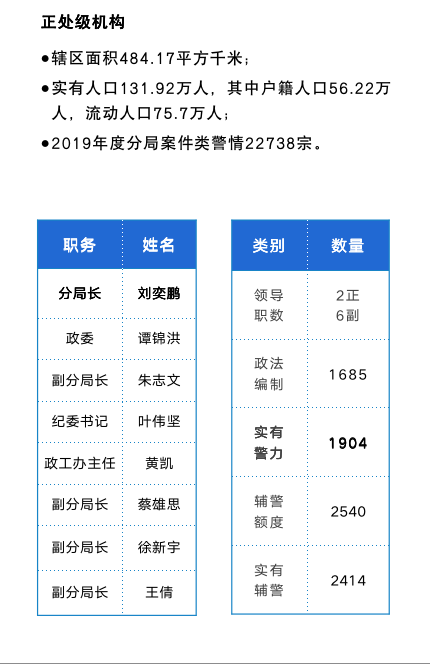 正处级机构
●辖区面积484.17平方千米；
●实有人口131.92万人，其中户籍人口56.22万
人，流动人口75.7万人；
●2019年度分局案件类警情22738宗。
职务 姓名
分局长 刘奕鹏
政委 谭锦洪
副分局长 朱志文
纪委书记 叶伟坚
政工办主任 黄凯
副分局长 蔡雄思
副分局长 徐新宇
副分局长 王倩
类别 数量
领导 2正
职数 6副
政法
编制 1685
实有
警力 1904
辅警
额度 2540
实有
辅警 2414